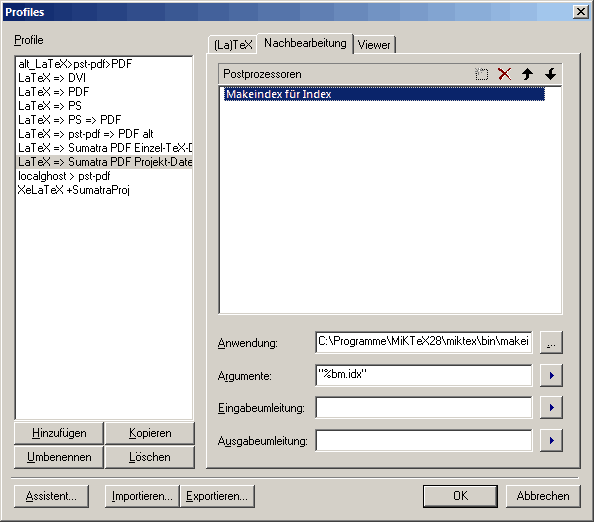 Profiles
Profile
alt_LaTeX>pst-pdf>PDF
LaTeX => DVI
LaTeX => PDF
LaTeX => PS
LaTeX => PS => PDF
LaTeX => pst-pdf => PDF alt
LaTeX => Sumatra PDF Einzel-TeX-D
LaTeX => Sumatra PDF Projekt-Date
localghost > pst-pdf
XeLaTeX +SumatraProj
Hinzufügen Kopieren
Umbenennen Löschen
(La)TeX Nachbearbeitung Viewer
Postprozessoren
Makeindex für Index
Anwendung: C:\Programme\MiKTeX28\miktex\bin\makei ...
Argumente: "%bm.idx"
Eingabeumleitung:
Ausgabeumleitung:
Assistent... Importieren... Exportieren... OK Abbrechen